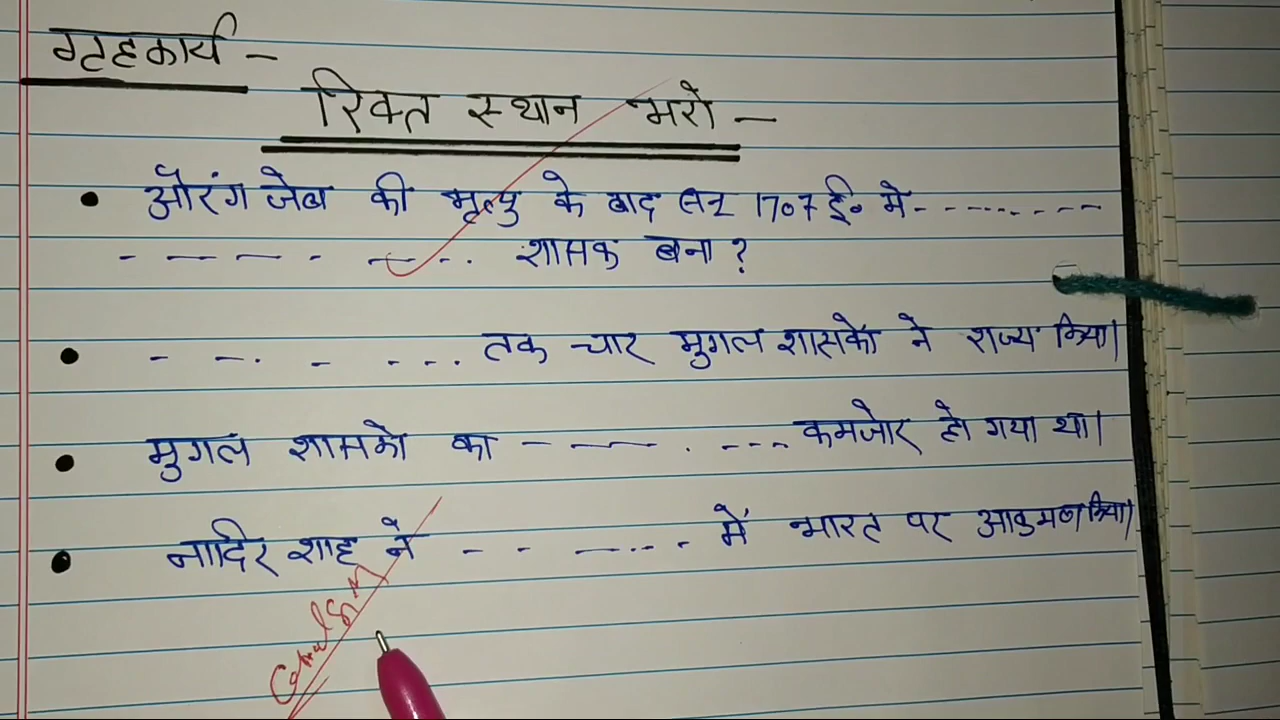 गृहकार्य -
रिक्त स्थान भरो -
• औरंगजेब की मृत्यु के बाद सन 1707 ई॰ में- - - - - - - - -
- - - - - - - - शासक बना ?
• - - - - - - - - तक चार मुगल शासकों ने राज्य किया।
• मुगल शासकों का - - - - - - - कमजोर हो गया था।
• नादिर शाह ने - - - - - - - में भारत पर आक्रमण किया।